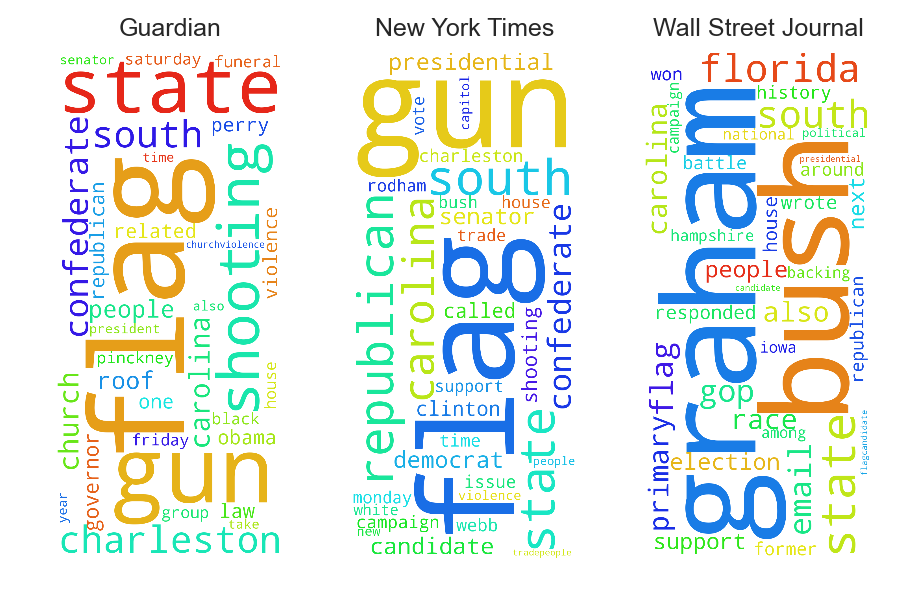 Guardian
senator saturday funeral
state
south perry
confederate
time
flag
shooting
republican
related
churchviolence
violence
people also
president
pinckney
carolina
roof
one
house
church
black
friday obama
governor
gun
year
group law
take
charleston
New York Times
presidential
gun
vote
capitol
charleston
rodham south
bush house
republican
carolina
senator
trade
confederate
flag
called
shooting
support
clinton
time
state
democrat people
issue
monday violence
white
campaign webb
new
candidate
tradepeople
Wall Street Journal
won florida
campaign
history
south
carolina
graham
national political
battle
presidential
around
bush
wrote
next
house
hampshire
people backing
candidate
republican
responded also
iowa
primaryflag
gop
race
among
state
flagcandidate
election
email
support former